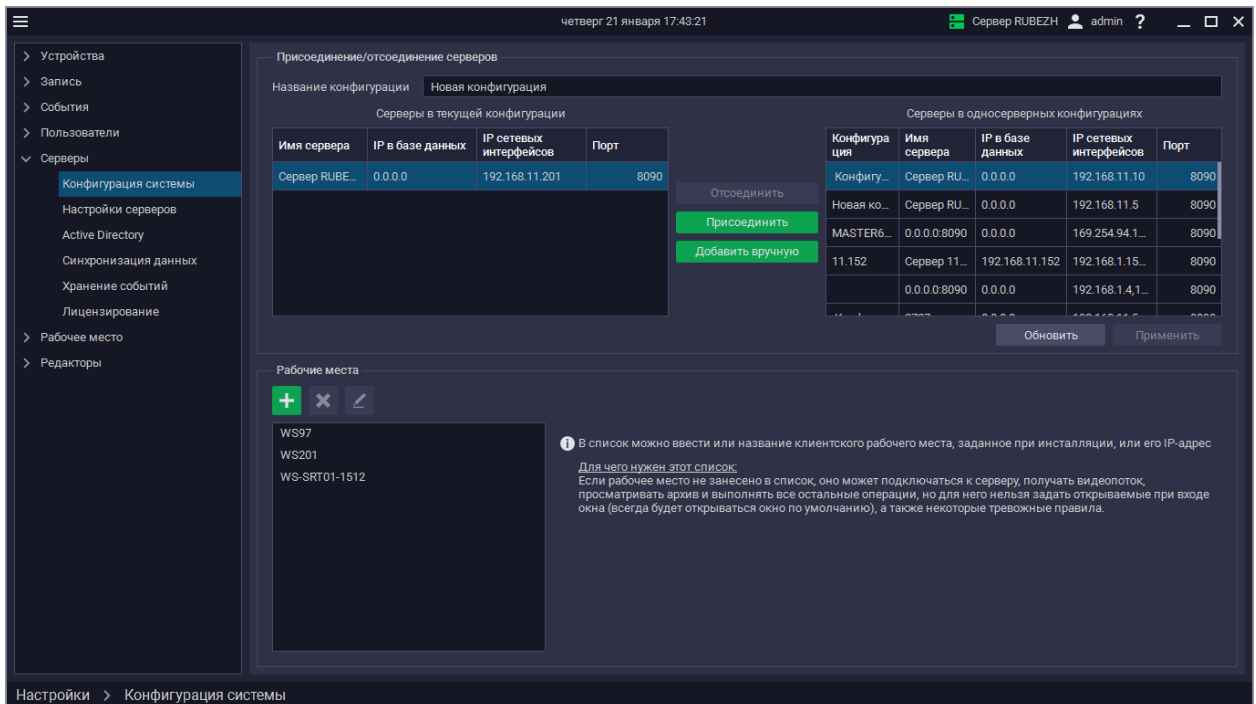 четверг 21 января 17:43:21
Сервер RUBEZH admin ?
Устройства
Запись
События
Пользователи
Серверы
Конфигурация системы
Настройки серверов
Active Directory
Синхронизация данных
Хранение событий
Лицензирование
Рабочее место
Редакторы
Присоединение/отсоединение серверов
Название конфигурации Новая конфигурация
Серверы в текущей конфигурации
Имя сервера IP в базе данных IP сетевых интерфейсов Порт
Сервер RUBE... 0.0.0.0 192.168.11.201 8090
Отсоединить
Присоединить
Добавить вручную
Серверы в односерверных конфигурациях
Конфигура
ция Имя сервера IP в базе данных IP сетевых интерфейсов Порт
Конфигу... Сервер RU... 0.0.0.0 192.168.11.10 8090
Новая ко... Сервер RU... 0.0.0.0 192.168.11.5 8090
MASTER6... 0.0.0.0:8090 0.0.0.0 169.254.94.1... 8090
11.152 Сервер 11... 192.168.11.152 192.168.1.15... 8090
0.0.0.0:8090 0.0.0.0 192.168.1.4,1... 8090
Обновить Применить
Рабочие места
WS97
WS201
WS-SRT01-1512
В список можно ввести или название клиентского рабочего места, заданное при инсталляции, или его IP-адрес
Для чего нужен этот список:
Если рабочее место не занесено в список, оно может подключаться к серверу, получать видеопоток,
просматривать архив и выполнять все остальные операции, но для него нельзя задать открываемые при входе
окна (всегда будет открываться окно по умолчанию), а также некоторые тревожные правила.
Настройки > Конфигурация системы